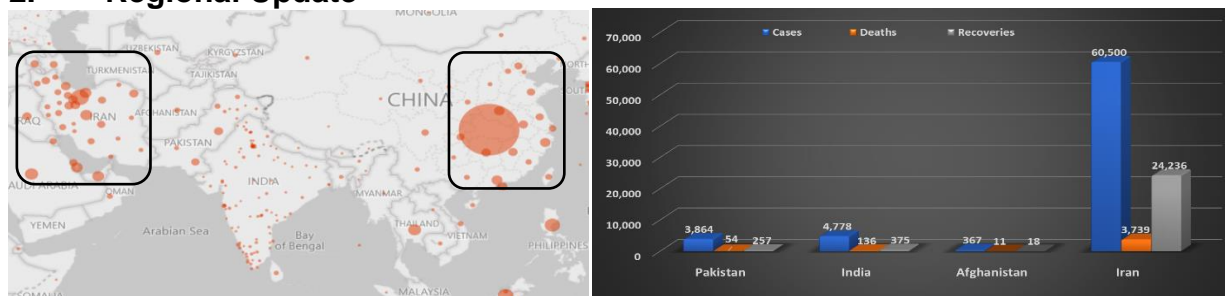 2. Regional Update
MONGOLIA
UZBEKISTAN
KYRGYZSTAN
TURKMENISTAN
TAJIKISTAN
CHINA
IRAN
AFGHANISTAN
PAKISTAN
SAUDI ARABIA
OMAN
INDIA
MYANMAR
YEMEN
Arabian Sea
Bay
of Bengal
THAILAND
VIETNAM
PHILIPPINES
MALAYSIA
SOMALIA
Cases Deaths Recoveries
70,000
60,000
50,000
40,000
30,000
20,000
10,000
0
3,864 54 257
4,778 136 375
367 11 18
60,500 3,739 24,236
Pakistan India Afghanistan Iran